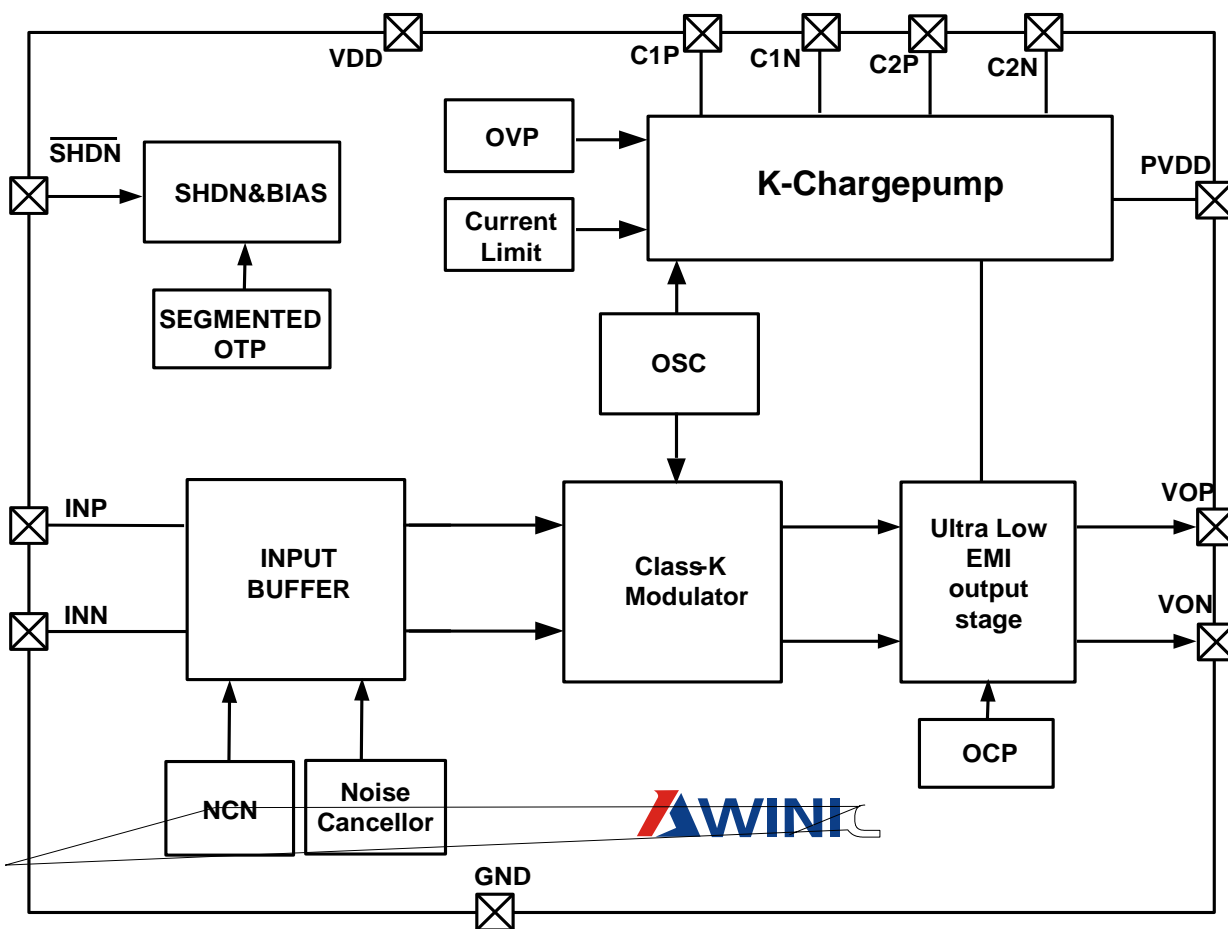 VDD
C1P
C1N
C2P
C2N
SHDN
SHDN&BIAS
OVP
K-Chargepump
PVDD
Current
Limit
SEGMENTED
OTP
OSC
INP
INN
INPUT
BUFFER
Class-K
Modulator
Ultra Low
EMI
output
stage
VOP
VON
NCN
Noise
Cancellor
OCP
AWINIC
GND